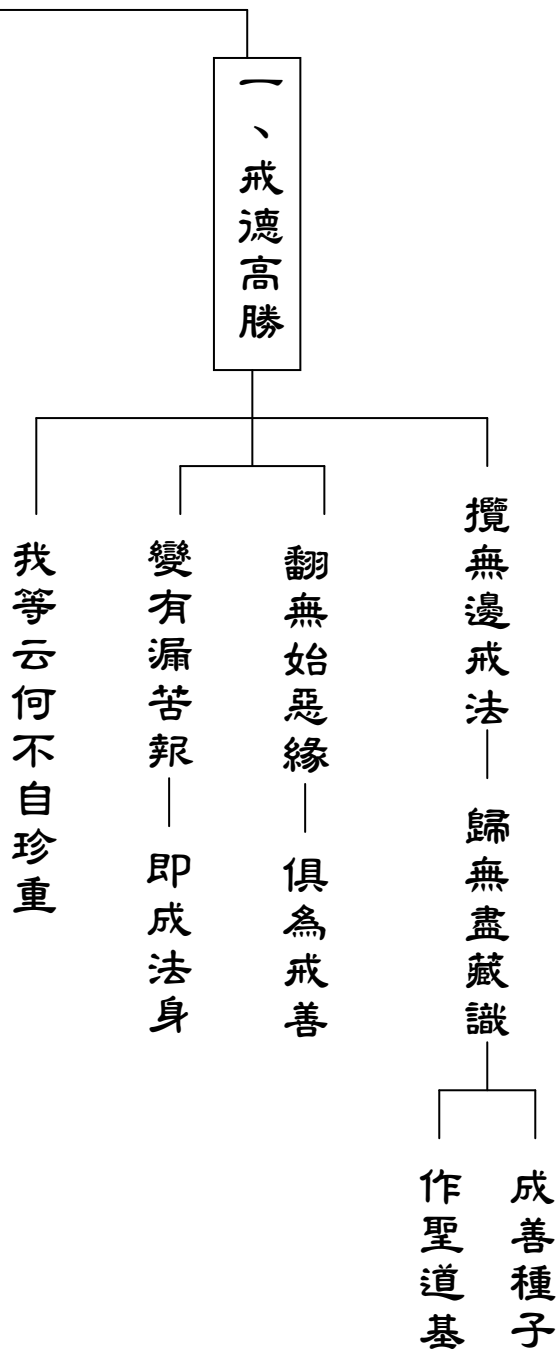 一、戒德高勝
攬無邊戒法
歸無盡藏識
成善種子
作聖道基
翻無始惡緣
俱為戒善
變有漏苦報
即成法身
我等云何不自珍重